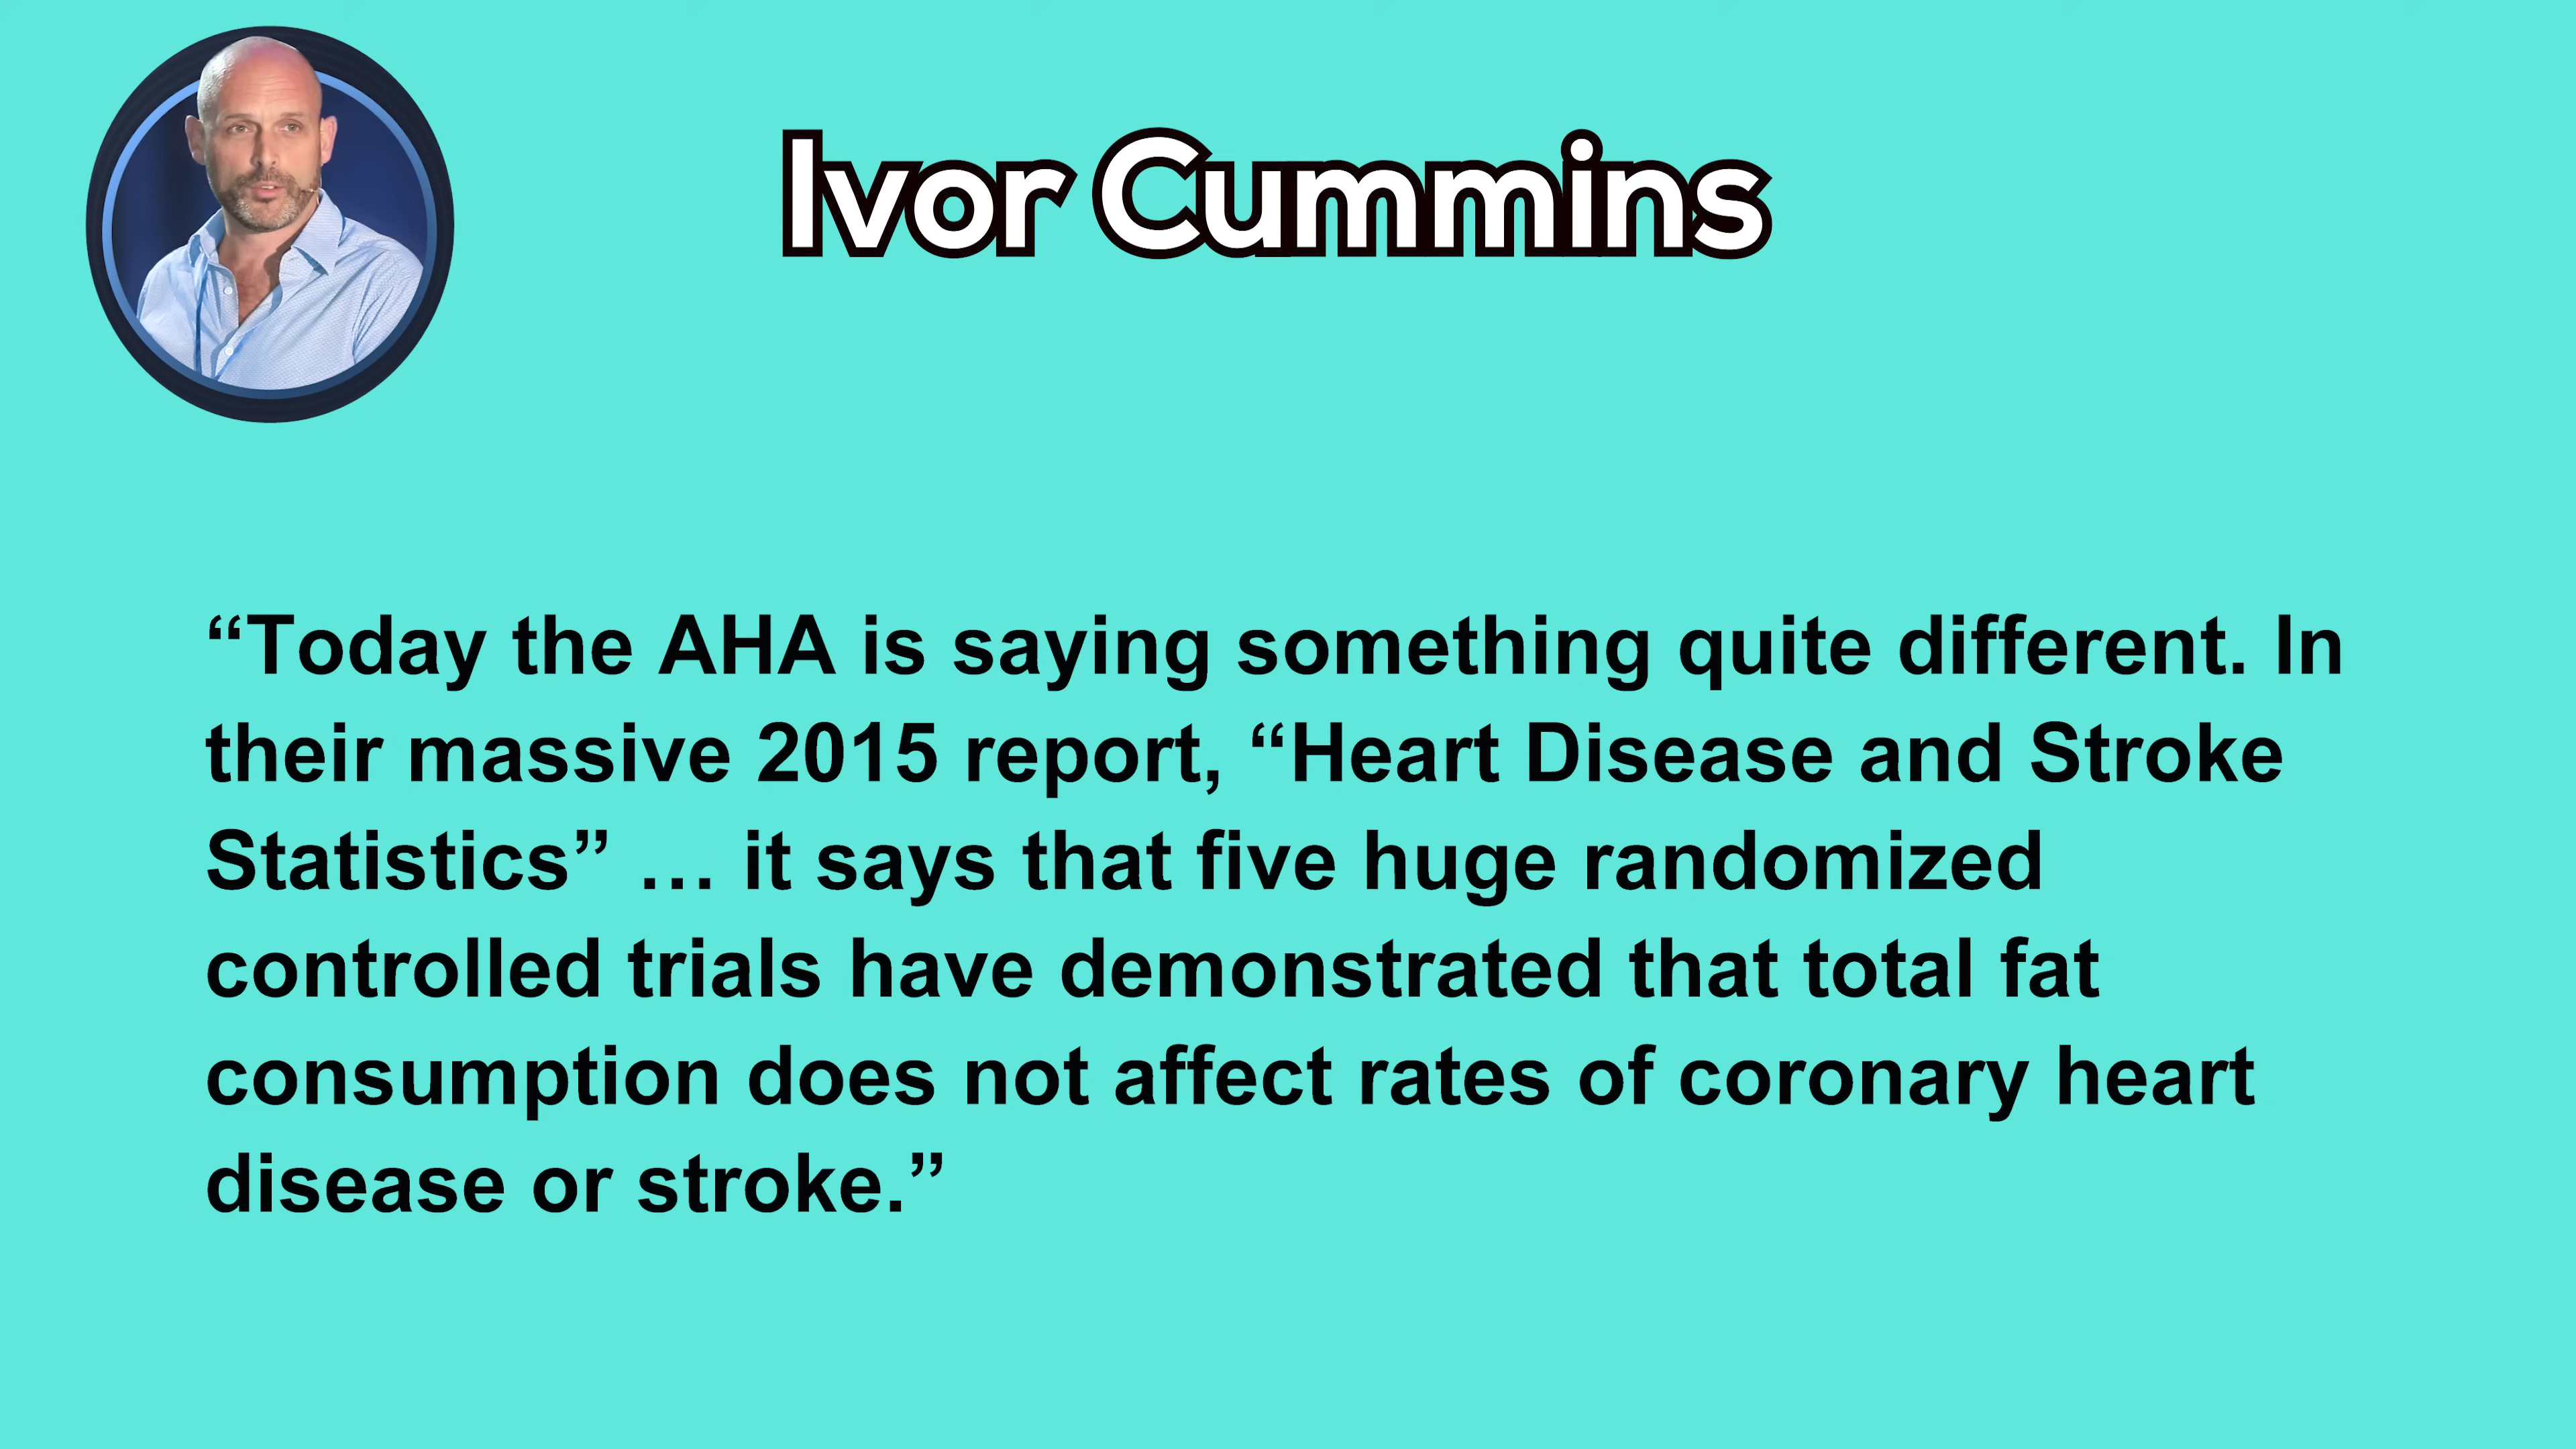 Ivor Cummins
“Today the AHA is saying something quite different. In
their massive 2015 report, “Heart Disease and Stroke
Statistics” … it says that five huge randomized
controlled trials have demonstrated that total fat
consumption does not affect rates of coronary heart
disease or stroke.”